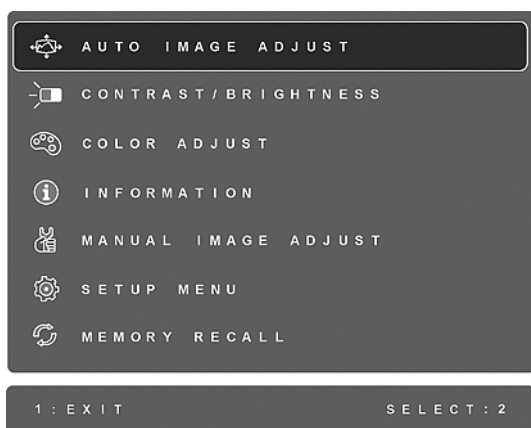 AUTO IMAGE ADJUST
CONTRAST/BRIGHTNESS
COLOR ADJUST
INFORMATION
MANUAL IMAGE ADJUST
SETUP MENU
MEMORY RECALL
1:EXIT SELECT:2